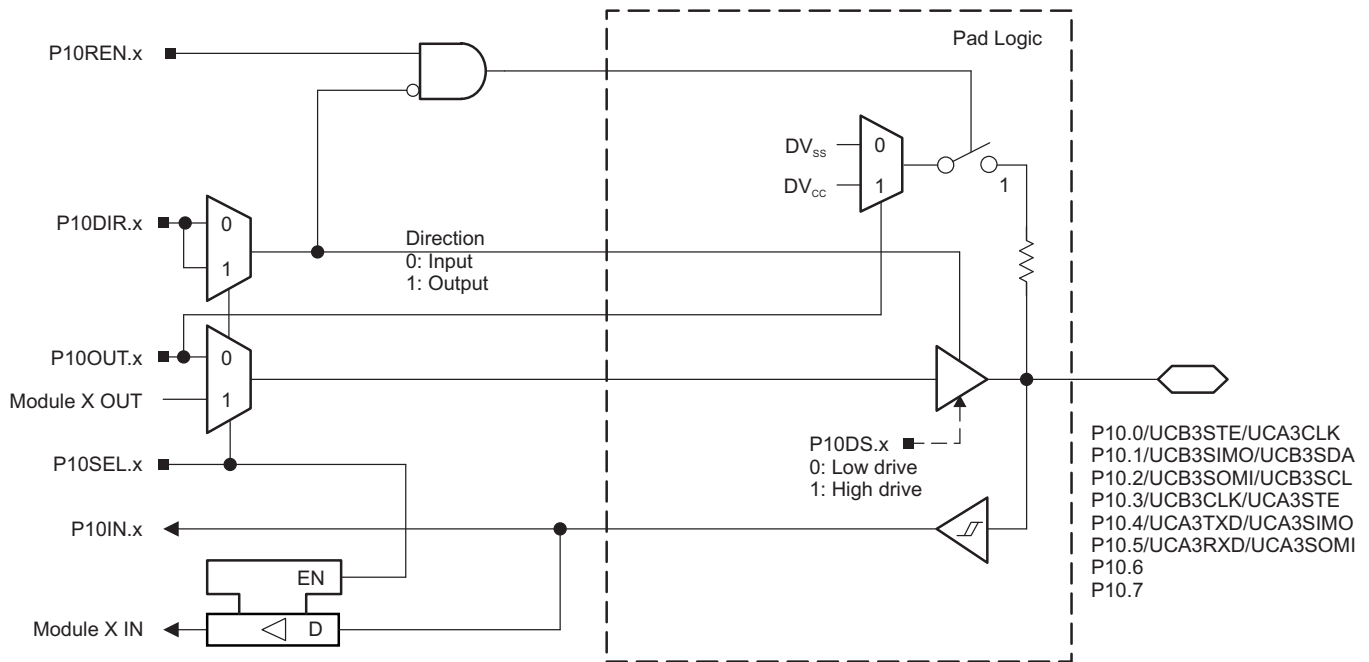 Pad Logic
P10REN.x
DVSS
0
DVCC
1
1
P10DIR.x
0
1
Direction
0: Input
1: Output
P10OUT.x
0
Module X OUT
1
P10DS.x
0: Low drive
1: High drive
P10SEL.x
P10IN.x
EN
Module X IN
D
P10.0/UCB3STE/UCA3CLK
P10.1/UCB3SIMO/UCB3SDA
P10.2/UCB3SOMI/UCB3SCL
P10.3/UCB3CLK/UCA3STE
P10.4/UCA3TXD/UCA3SIMO
P10.5/UCA3RXD/UCA3SOMI
P10.6
P10.7